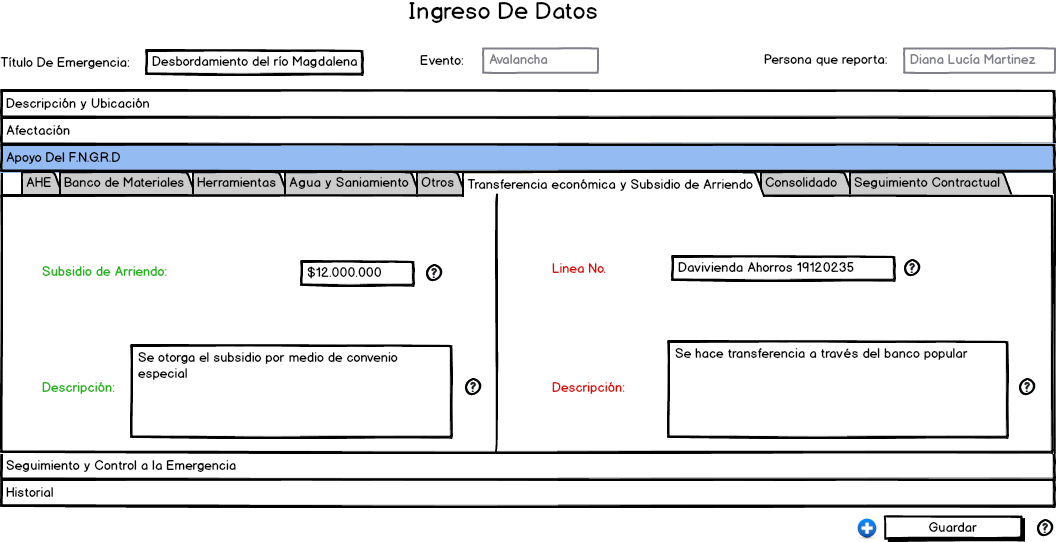 Ingreso De Datos
Título De Emergencia: Desbordamiento del río Magdalena Evento: Avalancha Persona que reporta: Diana Lucía Martinez
Descripción y Ubicación
Afectación
Apoyo Del F.N.G.R.D
AHE Banco de Materiales Herramientas Agua y Saniamiento Otros Transferencia económica y Subsidio de Arriendo Consolidado Seguimiento Contractual
Subsidio de Arriendo: $12.000.000 ? Linea No. Davivienda Ahorros 19120235 ?
Descripción: Se otorga el subsidio por medio de convenio
especial ?
Descripción: Se hace transferencia a través del banco popular ?
Seguimiento y Control a la Emergencia
Historial
Guardar ?